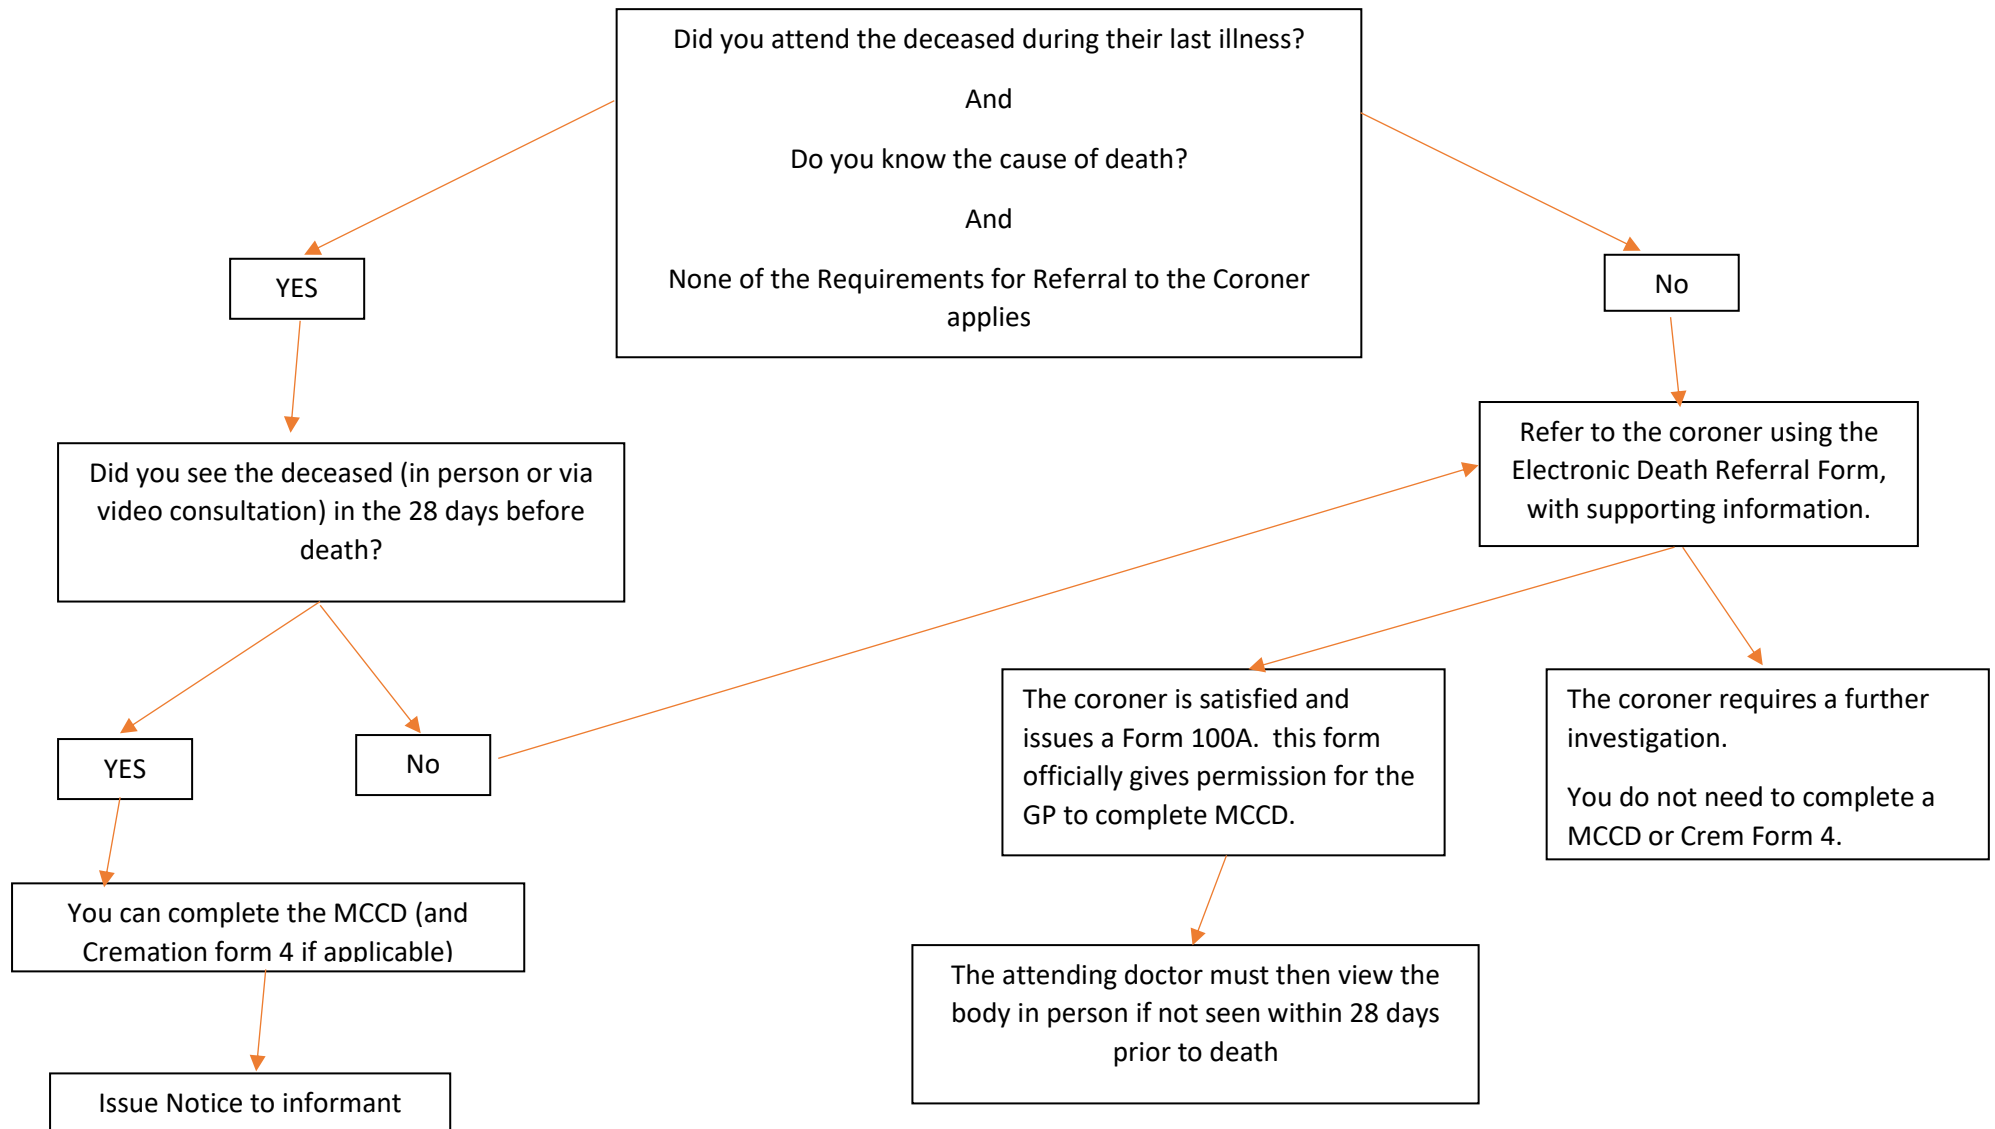 Did you attend the deceased during their last illness?
And
Do you know the cause of death?
And
None of the Requirements for Referral to the Coroner
applies
YES
No
Did you see the deceased (in person or via
video consultation) in the 28 days before
death?
Refer to the coroner using the
Electronic Death Referral Form,
with supporting information.
YES
No
The coroner is satisfied and
issues a Form 100A.  this form
officially gives permission for the
GP to complete MCCD.
The coroner requires a further
investigation.
You do not need to complete a
MCCD or Crem Form 4.
You can complete the MCCD (and
Cremation form 4 if applicable)
The attending doctor must then view the
body in person if not seen within 28 days
prior to death
Issue Notice to informant